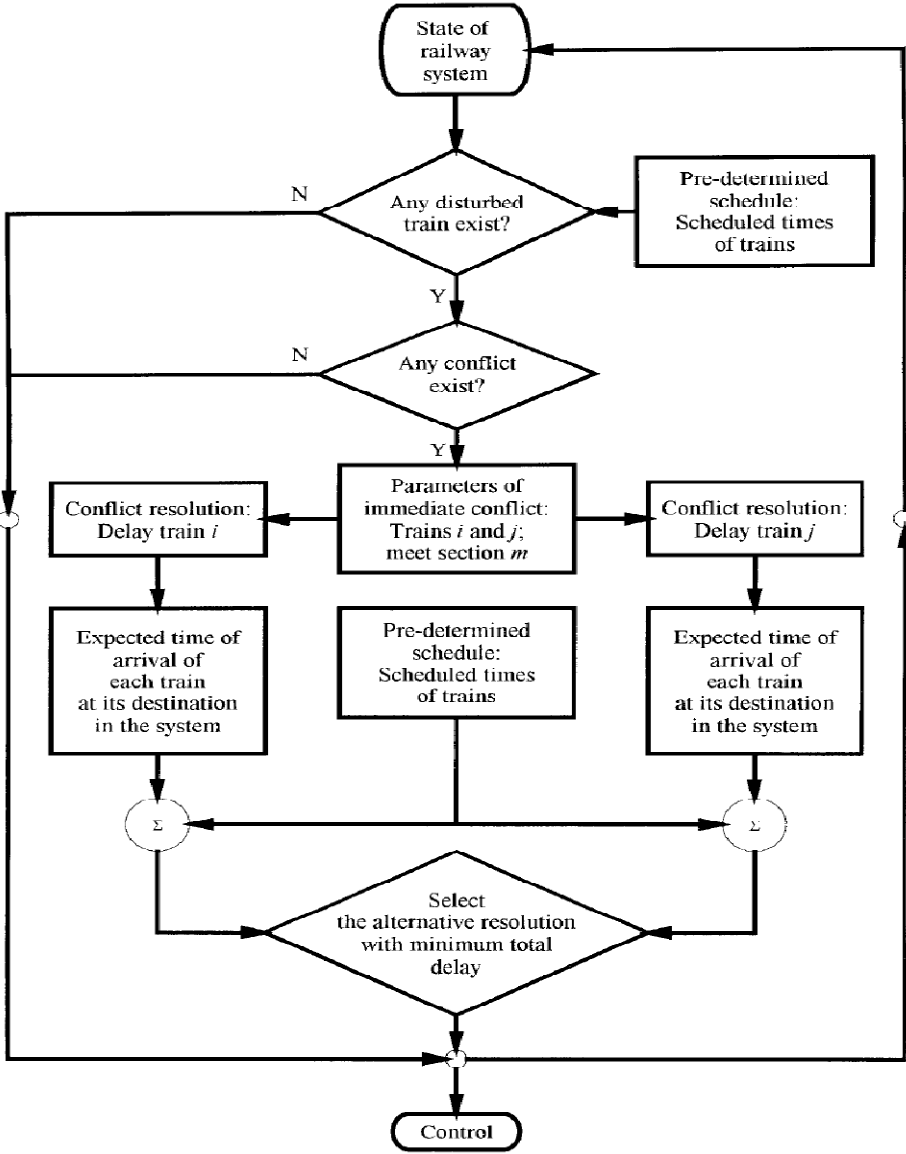 State of
railway
system
N
Any disturbed
train exist?
Pre-determined
schedule:
Scheduled times
of trains
Y
N
Any conflict
exist?
Y
Conflict resolution:
Delay train i
Parameters of
immediate conflict:
Trains i and j;
meet section m
Conflict resolution:
Delay train j
Expected time of
arrival of
each train
at its destination
in the system
Pre-determined
schedule:
Scheduled times
of trains
Expected time of
arrival of
each train
at its destination
in the system
Σ
Σ
Select
the alternative resolution
with minimum total
delay
Control